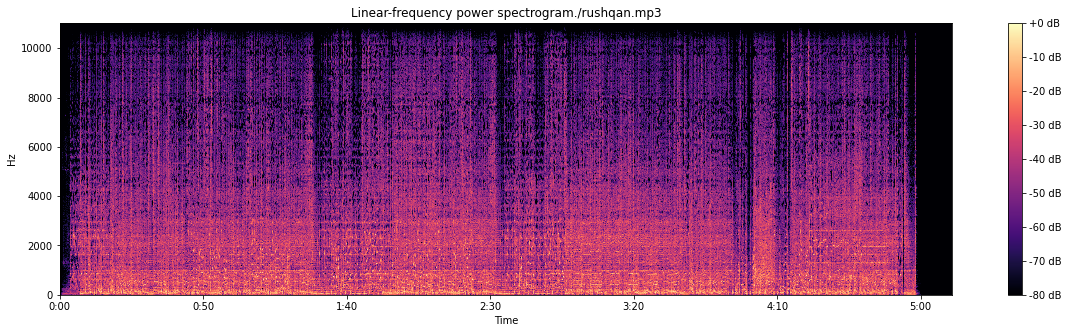 Linear-frequency power spectrogram./rushqan.mp3
Hz
10000
8000
6000
4000
2000
0
0:00
0:50
1:40
2:30
3:20
4:10
5:00
Time
+0 dB
-10 dB
-20 dB
-30 dB
-40 dB
-50 dB
-60 dB
-70 dB
-80 dB